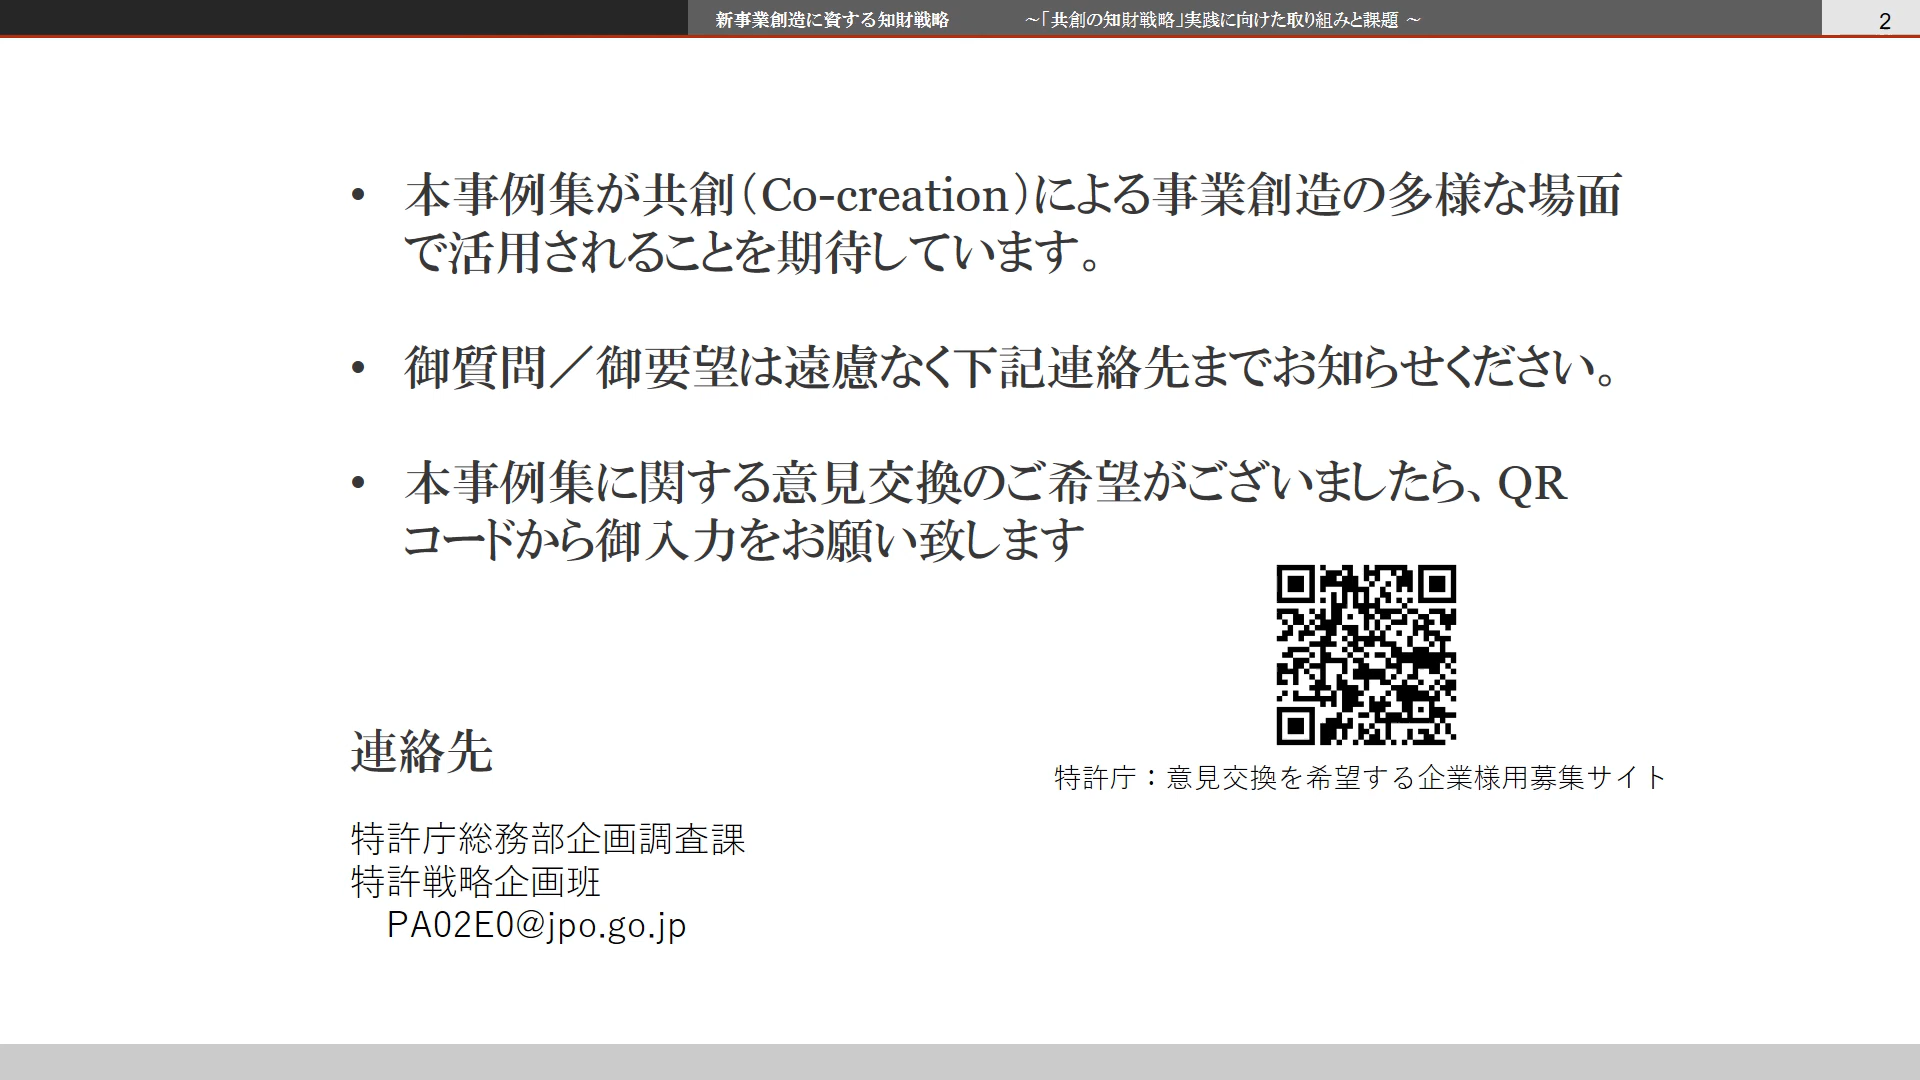 新事業創造に資する知財戦略　～「共創の知財戦略」実践に向けた取り組みと課題 ～
2
• 本事例集が共創（Co-creation）による事業創造の多様な場面
で活用されることを期待しています。
• 御質問／御要望は遠慮なく下記連絡先までお知らせください。
• 本事例集に関する意見交換のご希望がございましたら、QR
コードから御入力をお願い致します
特許庁：意見交換を希望する企業様用募集サイト
連絡先
特許庁総務部企画調査課
特許戦略企画班
PA02E0@jpo.go.jp